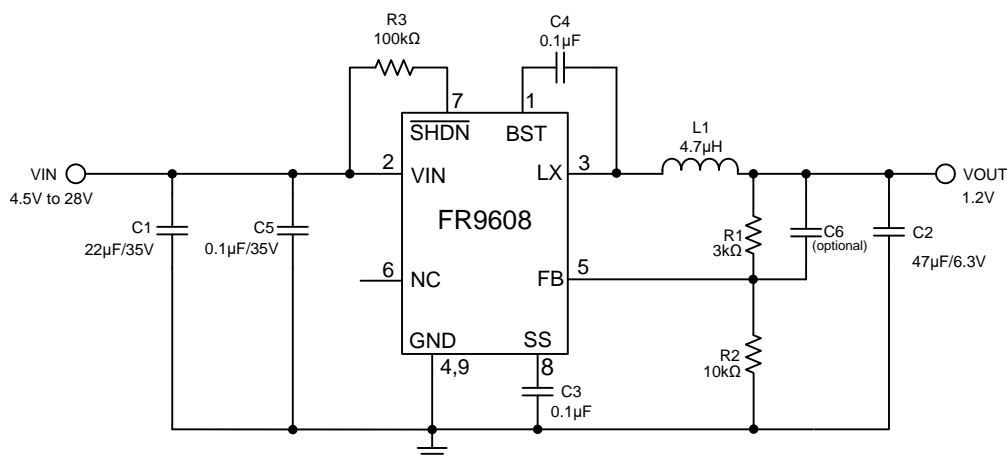 R3
100kΩ
C4
0.1µF
7
1
SHDN
BST
L1
4.7µH
2
3
VIN
4.5V to 28V
VIN
LX
VOUT
1.2V
FR9608
C1
22µF/35V
C5
0.1µF/35V
R1
3kΩ
C6
(optional)
C2
47µF/6.3V
6
NC
FB
5
GND
SS
4,9
8
R2
10kΩ
C3
0.1µF